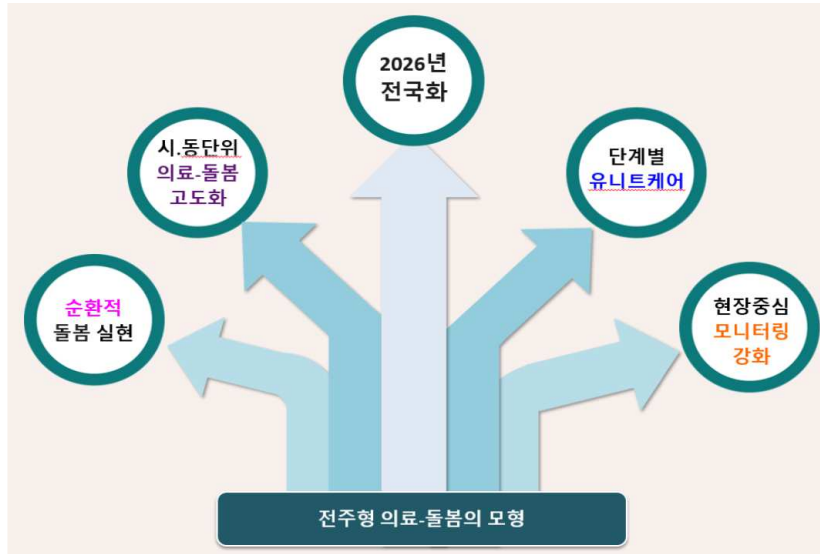 2026년
전국화
시.동단위
의료-돌봄
고도화
단계별
유니트케어
순환적
돌봄 실현
현장중심
모니터링
강화
전주형 의료-돌봄의 모형